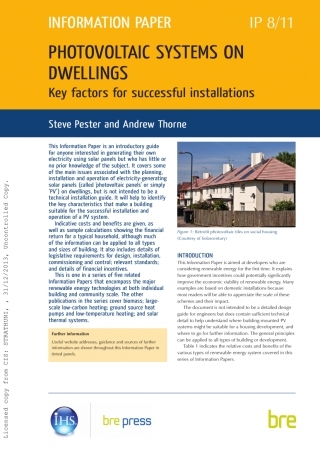 INFORMATION PAPER
IP 8/11
PHOTOVOLTAIC SYSTEMS ON
DWELLINGS
Key factors for successful installations
Steve Pester and Andrew Thorne
This Information Paper is an introductory guide
for anyone interested in generating their own
electricity using solar panels but who has little or
no prior knowledge of the subject. It covers some
of the main issues associated with the planning,
installation and operation of electricity-generating
solar panels (called 'photovoltaic panels' or simply
'PV') on dwellings, but is not intended to be a
technical installation guide. It will help to identify
the key characteristics that make a building
suitable for the successful installation and
operation of a PV system.
Indicative costs and benefits are given, as
well as sample calculations showing the financial
return for a typical household, although much
of the information can be applied to all types
and sizes of building. It also includes details of
legislative requirements for design, installation,
commissioning and control; relevant standards;
and details of financial incentives.
This is one in a series of five related
Information Papers that encompass the major
renewable energy technologies at both individual
building and community scale. The other
publications in the series cover biomass; large-
scale low-carbon heating; ground source heat
pumps and low-temperature heating; and solar
thermal systems.
Further information
Useful website addresses, guidance and sources of further
information are shown throughout this Information Paper in
tinted panels.
Figure 1: Retrofit photovoltaic tiles on social housing
(Courtesy of Solarcentury)
INTRODUCTION
This Information Paper is aimed at developers who are
considering renewable energy for the first time. It explains
how government incentives could potentially significantly
improve the economic viability of renewable energy. Many
examples are based on domestic installations because
most readers will be able to appreciate the scale of these
schemes and their impact.
The document is not intended to be a detailed design
guide for engineers but does contain sufficient technical
detail to help understand where building-mounted PV
systems might be suitable for a housing development, and
where to go for further information. The general principles
can be applied to all types of building or development.
Table 1 indicates the relative costs and benefits of the
various types of renewable energy system covered in this
series of Information Papers.
IHS
bre press
bre
Licensed copy from CIS: STRATHUNI, , 31/12/2013, Uncontrolled Copy.